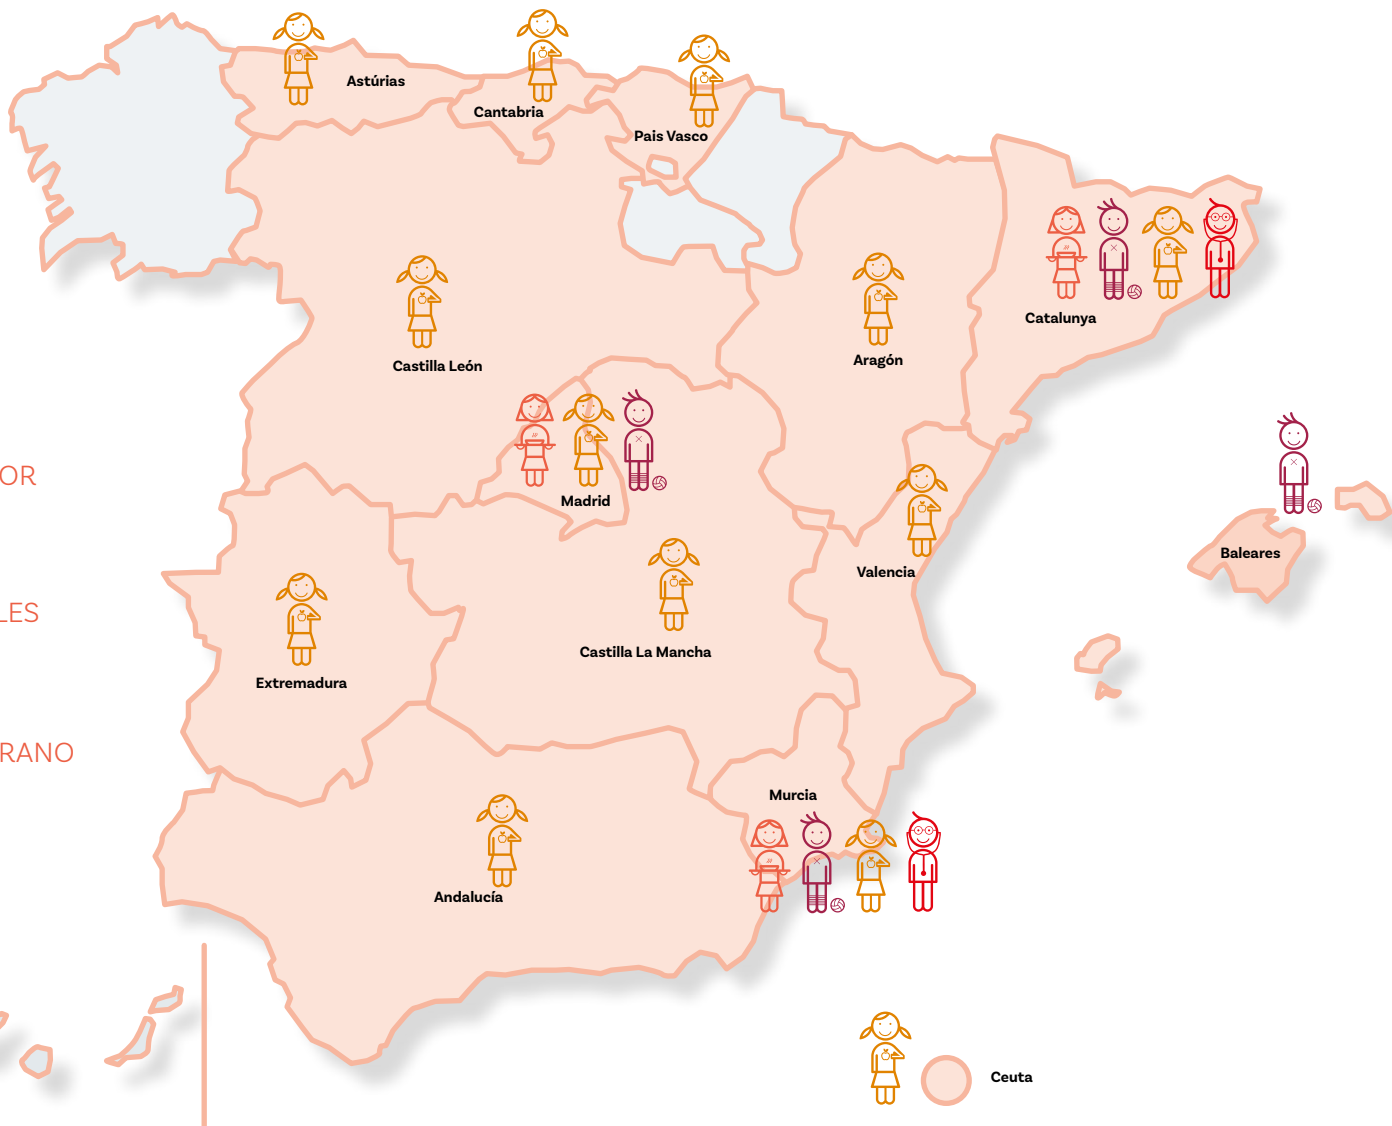 Astúrias
Cantabria
Pais Vasco
Catalunya
Aragón
Castilla León
OR
Madrid
Baleares
Valencia
LES
Castilla La Mancha
Extremadura
RANO
Murcia
Andalucía
Ceuta